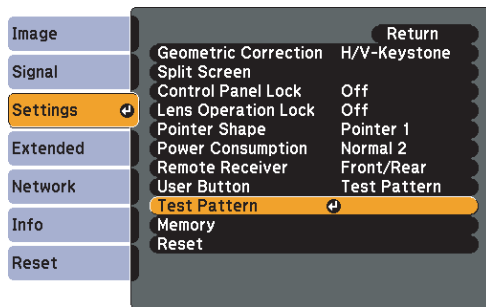 Image
Signal
Settings
Extended
Network
Info
Reset
Return
Geometric Correction H/V-Keystone
Split Screen
Control Panel Lock Off
Lens Operation Lock Off
Pointer Shape Pointer 1
Power Consumption Normal 2
Remote Receiver Front/Rear
User Button Test Pattern
Test Pattern
Memory
Reset